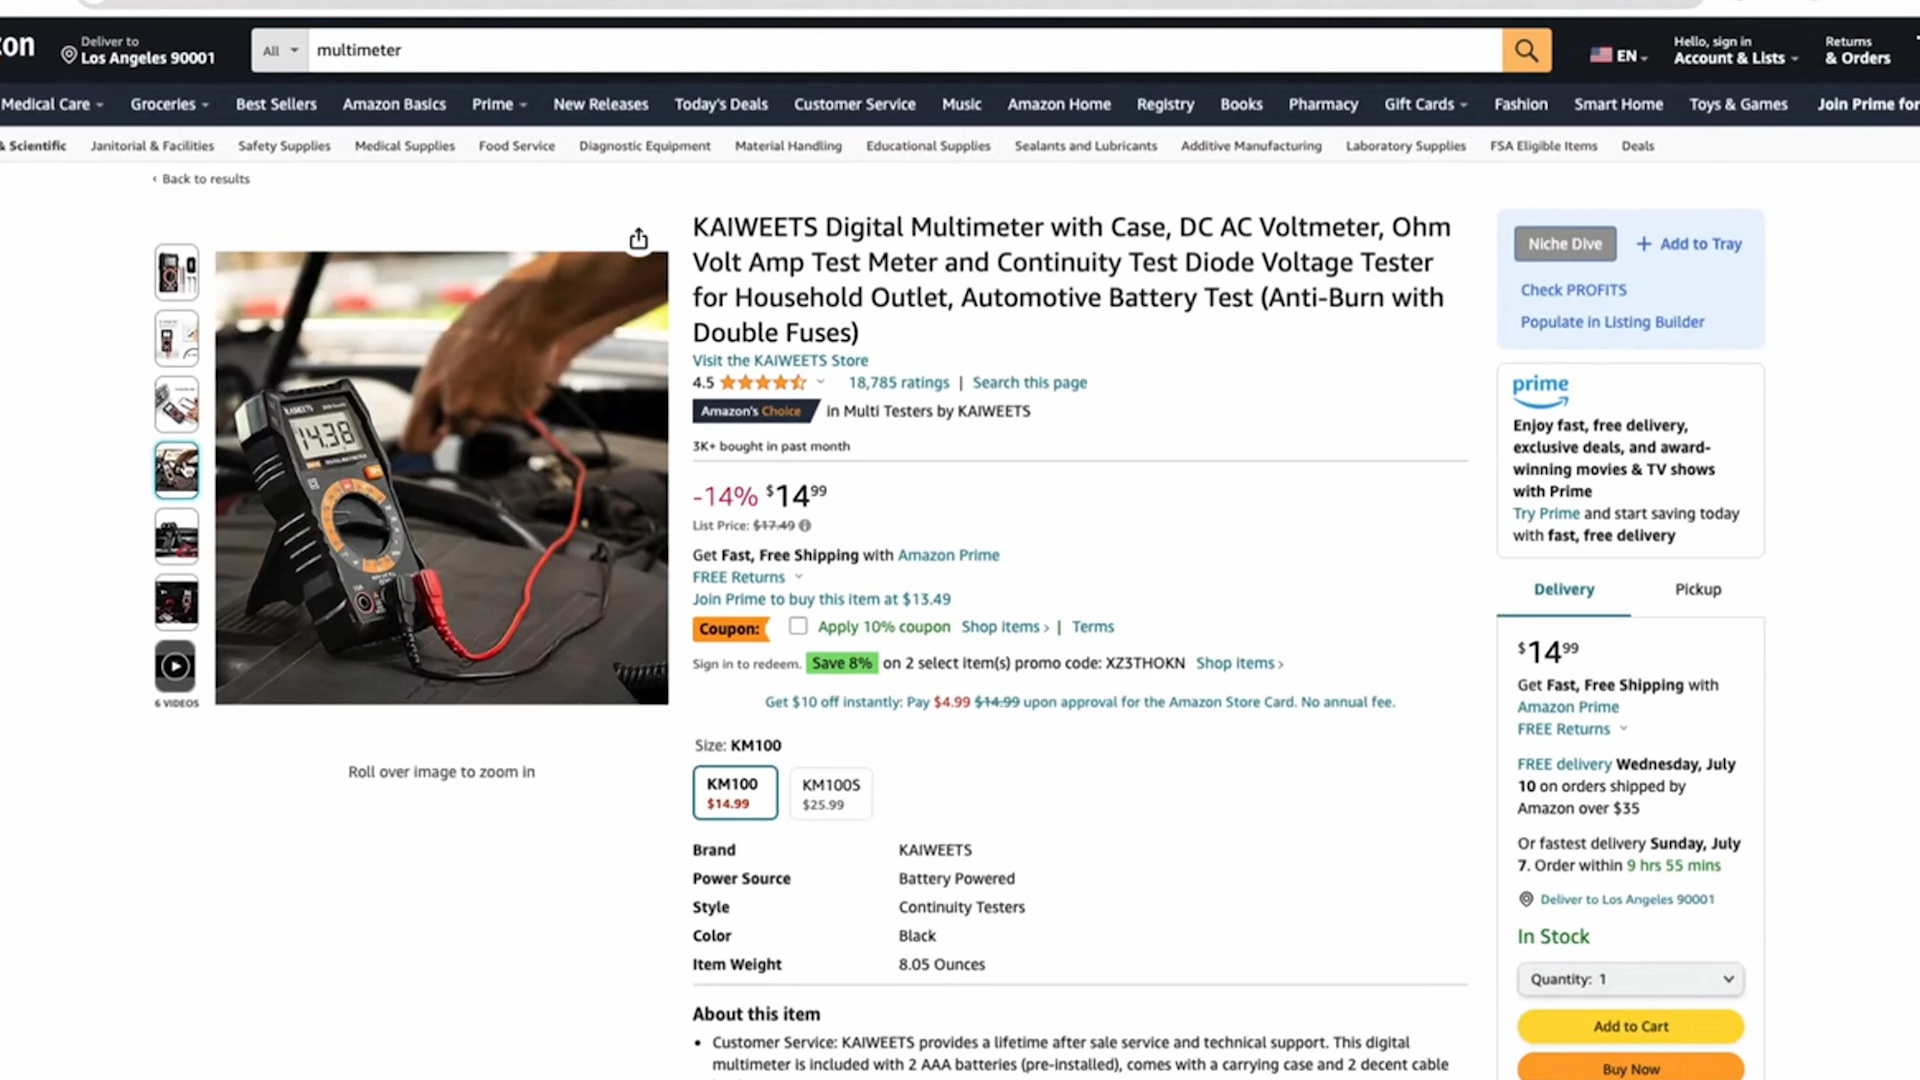 zon
Deliver to
Los Angeles 90001
All
multimeter
EN
Hello, sign in
Account & Lists
Returns
& Orders
Medical Care
Groceries
Best Sellers
Amazon Basics
Prime
New Releases
Today's Deals
Customer Service
Music
Amazon Home
Registry
Books
Pharmacy
Gift Cards
Fashion
Smart Home
Toys & Games
Join Prime for
& Scientific
Janitorial & Facilities
Safety Supplies
Medical Supplies
Food Service
Diagnostic Equipment
Material Handling
Educational Supplies
Sealants and Lubricants
Additive Manufacturing
Laboratory Supplies
FSA Eligible Items
Deals
‹ Back to results
KAIWEETS
14.38
6 VIDEOS
Roll over image to zoom in
KAIWEETS Digital Multimeter with Case, DC AC Voltmeter, Ohm
Volt Amp Test Meter and Continuity Test Diode Voltage Tester
for Household Outlet, Automotive Battery Test (Anti-Burn with
Double Fuses)
Visit the KAIWEETS Store
4.5 18,785 ratings | Search this page
Amazon's Choice in Multi Testers by KAIWEETS
3K+ bought in past month
-14% $14.99
List Price: $17.49
Get Fast, Free Shipping with Amazon Prime
FREE Returns
Join Prime to buy this item at $13.49
Coupon: Apply 10% coupon Shop items › | Terms
Sign in to redeem. Save 8% on 2 select item(s) promo code: XZ3THOKN Shop items ›
Get $10 off instantly: Pay $4.99 $14.99 upon approval for the Amazon Store Card. No annual fee.
Size: KM100
KM100
$14.99
KM100S
$25.99
Brand KAIWEETS
Power Source Battery Powered
Style Continuity Testers
Color Black
Item Weight 8.05 Ounces
About this item
• Customer Service: KAIWEETS provides a lifetime after sale service and technical support. This digital
multimeter is included with 2 AAA batteries (pre-installed), comes with a carrying case and 2 decent cable
Niche Dive
+ Add to Tray
Check PROFITS
Populate in Listing Builder
prime
Enjoy fast, free delivery,
exclusive deals, and award-
winning movies & TV shows
with Prime
Try Prime and start saving today
with fast, free delivery
Delivery
Pickup
$14.99
Get Fast, Free Shipping with
Amazon Prime
FREE Returns
FREE delivery Wednesday, July
10 on orders shipped by
Amazon over $35
Or fastest delivery Sunday, July
7. Order within 9 hrs 55 mins
Deliver to Los Angeles 90001
In Stock
Quantity: 1
Add to Cart
Buy Now